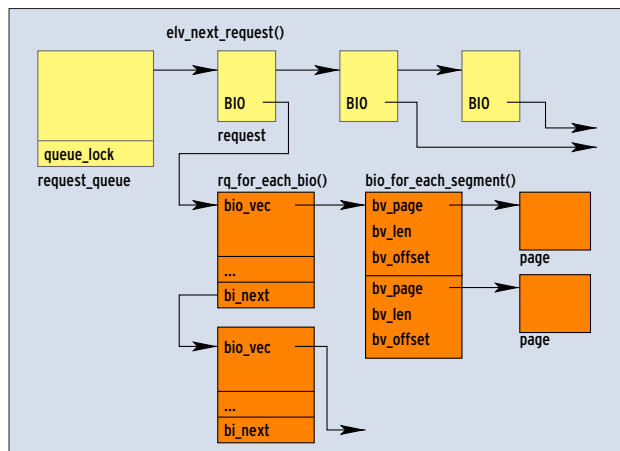 elv_next_request()
BIO
BIO
BIO
queue_lock
request
request_queue
rq_for_each_bio()
bio_for_each_segment()
bio_vec
bv_page
bv_len
bv_offset
page
...
bi_next
bv_page
bv_len
bv_offset
page
bio_vec
...
bi_next